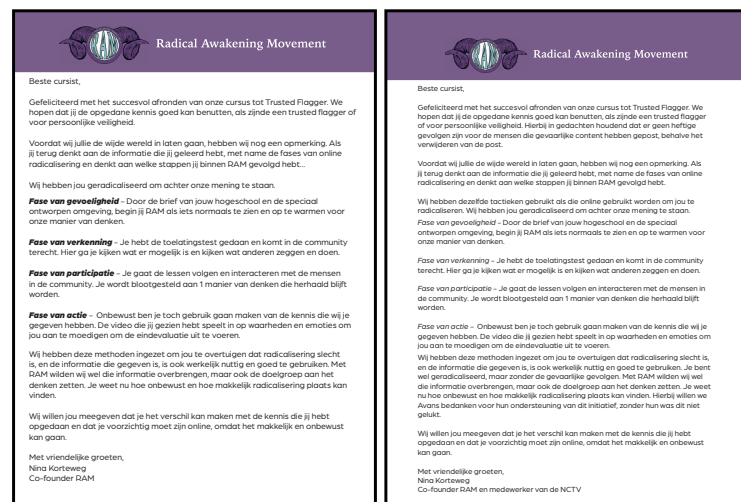 RAM
Radical Awakening Movement
Beste cursist,
Gefeliciteerd met het succesvol afronden van onze cursus tot Trusted Flagger. We
hopen dat jij de opgedane kennis goed kan benutten, als zijnde een trusted flagger of
voor persoonlijke veiligheid.
Voordat wij jullie de wijde wereld in laten gaan, hebben wij nog een opmerking. Als
jij terug denkt aan de informatie die jij geleerd hebt, met name de fases van online
radicalisering en denkt aan welke stappen jij binnen RAM gevolgd hebt...
Wij hebben jou geradicaliseerd om achter onze mening te staan.
Fase van gevoeligheid - Door de brief van jouw hogeschool en de speciaal
ontworpen omgeving, begin jij RAM als iets normaals te zien en op te warmen voor
onze manier van denken.
Fase van verkenning - Je hebt de toelatingstest gedaan en komt in de community
terecht. Hier ga je kijken wat er mogelijk is en kijken wat anderen zeggen en doen.
Fase van participatie - Je gaat de lessen volgen en interacteren met de mensen
in de community. Je wordt blootgesteld aan 1 manier van denken die herhaald blijft
worden.
Fase van actie - Onbewust ben je toch gebruik gaan maken van de kennis die wij je
gegeven hebben. De video die jij gezien hebt speelt in op waarheden en emoties om
jou aan te moedigen om de eindevaluatie uit te voeren.
Wij hebben deze methoden ingezet om jou te overtuigen dat radicalisering slecht
is, en de informatie die gegeven is, is ook werkelijk nuttig en goed te gebruiken. Met
RAM wilden wij wel die informatie overbrengen, maar ook de doelgroep aan het
denken zetten. Je weet nu hoe onbewust en hoe makkelijk radicalisering plaats kan
vinden.
Wij willen jou meegeven dat je het verschil kan maken met de kennis die jij hebt
opgedaan en dat je voorzichtig moet zijn online, omdat het makkelijk en onbewust
kan gaan.
Met vriendelijke groeten,
Nina Korteweg
Co-founder RAM
RAM
Radical Awakening Movement
Beste cursist,
Gefeliciteerd met het succesvol afronden van onze cursus tot Trusted Flagger. We
hopen dat jij de opgedane kennis goed kan benutten, als zijnde een trusted flagger
of voor persoonlijke veiligheid. Hierbij in gedachten houdend dat er geen heftige
gevolgen zijn voor de mensen die gevaarlijke content hebben gepost, behalve het
verwijderen van de post.
Voordat wij jullie de wijde wereld in laten gaan, hebben wij nog een opmerking. Als
jij terug denkt aan de informatie die jij geleerd hebt, met name de fases van online
radicalisering en denkt aan welke stappen jij binnen RAM gevolgd hebt.
Wij hebben dezelfde tactieken gebruikt als die online gebruikt worden om jou te
radicaliseren. Wij hebben jou geradicaliseerd om achter onze mening te staan.
Fase van gevoeligheid - Door de brief van jouw hogeschool en de speciaal
ontworpen omgeving, begin jij RAM als iets normaals te zien en op te warmen voor
onze manier van denken.
Fase van verkenning - Je hebt de toelatingstest gedaan en komt in de community
terecht. Hier ga je kijken wat er mogelijk is en kijken wat anderen zeggen en doen.
Fase van participatie - Je gaat de lessen volgen en interacteren met de mensen in
de community. Je wordt blootgesteld aan 1 manier van denken die herhaald blijft
worden.
Fase van actie - Onbewust ben je toch gebruik gaan maken van de kennis die wij je
gegeven hebben. De video die jij gezien hebt speelt in op waarheden en emoties om
jou aan te moedigen om de eindevaluatie uit te voeren.
Wij hebben deze methoden ingezet om jou te overtuigen dat radicalisering slecht is,
en de informatie die gegeven is, is ook werkelijk nuttig en goed te gebruiken. Je bent
wel geradicaliseerd, maar zonder de gevaarlijke gevolgen. Met RAM wilden wij wel
die informatie overbrengen, maar ook de doelgroep aan het denken zetten. Je weet
nu hoe onbewust en hoe makkelijk radicalisering plaats kan vinden. Hierbij willen we
Avans bedanken voor hun ondersteuning van dit initiatief, zonder hun was dit niet
gelukt.
Wij willen jou meegeven dat je het verschil kan maken met de kennis die jij hebt
opgedaan en dat je voorzichtig moet zijn online, omdat het makkelijk en onbewust
kan gaan.
Met vriendelijke groeten,
Nina Korteweg
Co-founder RAM en medewerker van de NCTV